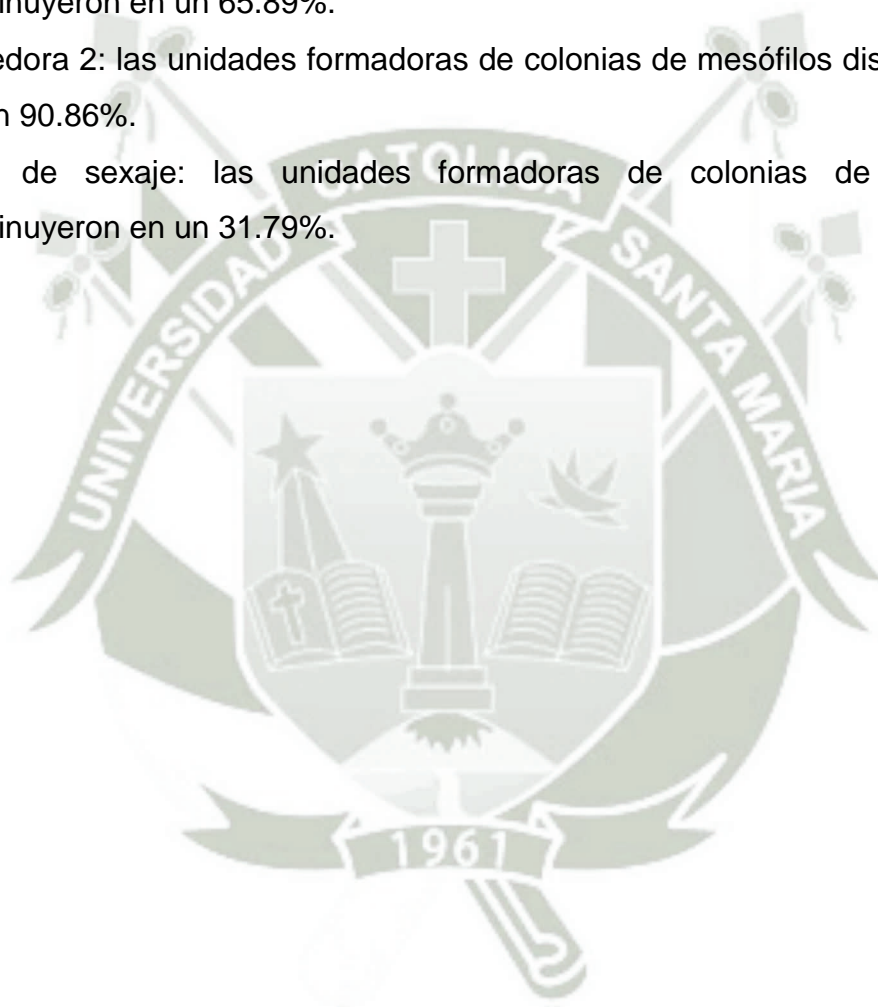 inuyeron en un 65.89%.
edora 2: las unidades formadoras de colonias de mesófilos dis
n 90.86%.
de sexaje: las unidades formadoras de colonias de
inuyeron en un 31.79%.
CATOLICA
UNIVERSIDAD
SANTA MARIA
1961